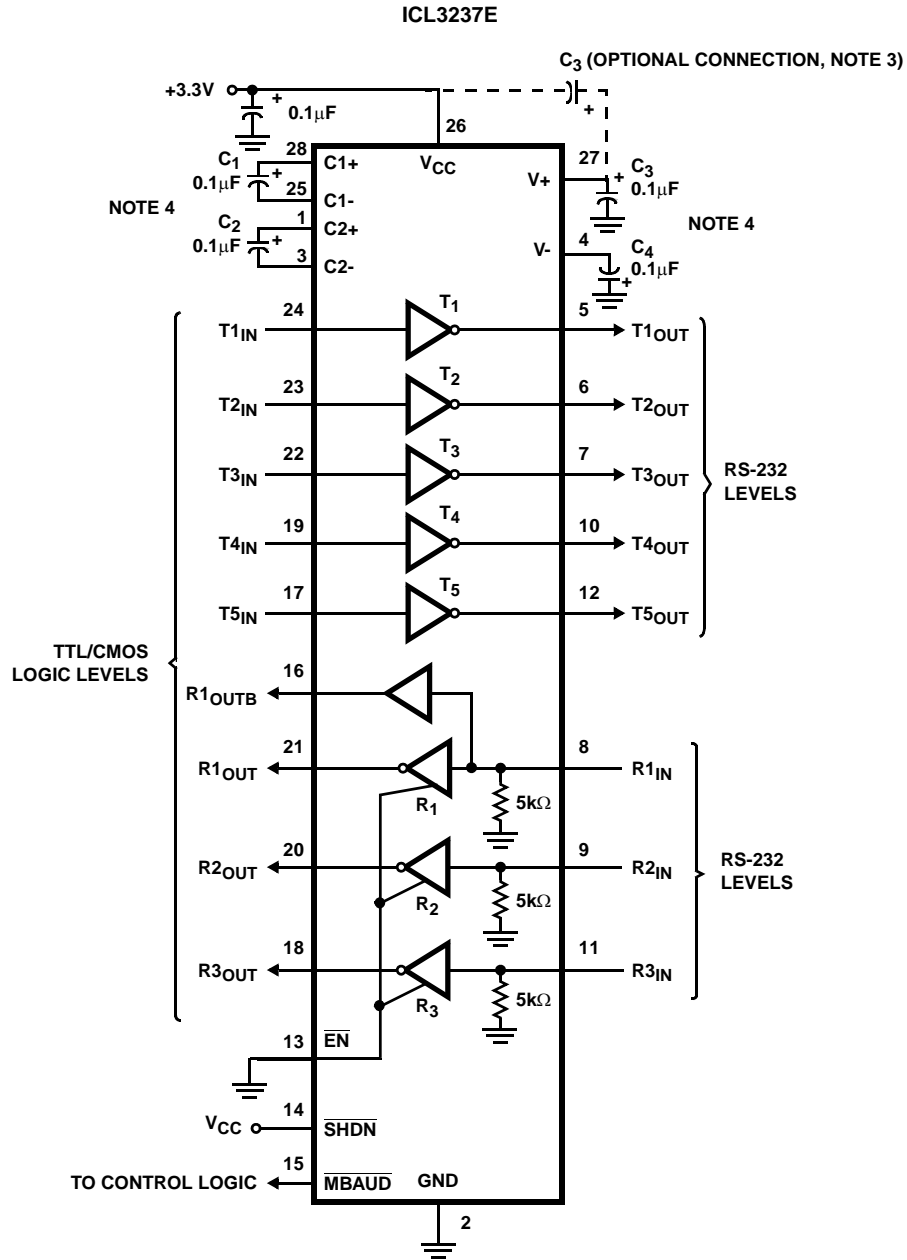 ICL3237E
C3 (OPTIONAL CONNECTION, NOTE 3)
+3.3V
+
0.1µF
+
26
28
C1
0.1µF
+
C1+
VCC
27
V+
+
C3
0.1µF
25
C1-
NOTE 4
1
C2
0.1µF
+
C2+
NOTE 4
3
C2-
4
V-
C4
0.1µF
+
T1IN
24
T1
5
T1OUT
T2IN
23
T2
6
T2OUT
T3IN
22
T3
7
T3OUT
RS-232
LEVELS
T4IN
19
T4
10
T4OUT
T5IN
17
T5
12
T5OUT
TTL/CMOS
LOGIC LEVELS
R1OUTB
16
R1OUT
21
R1
5kΩ
8
R1IN
R2OUT
20
R2
5kΩ
9
R2IN
RS-232
LEVELS
R3OUT
18
R3
5kΩ
11
R3IN
13
EN
VCC
14
SHDN
TO CONTROL LOGIC
15
MBAUD
GND
2